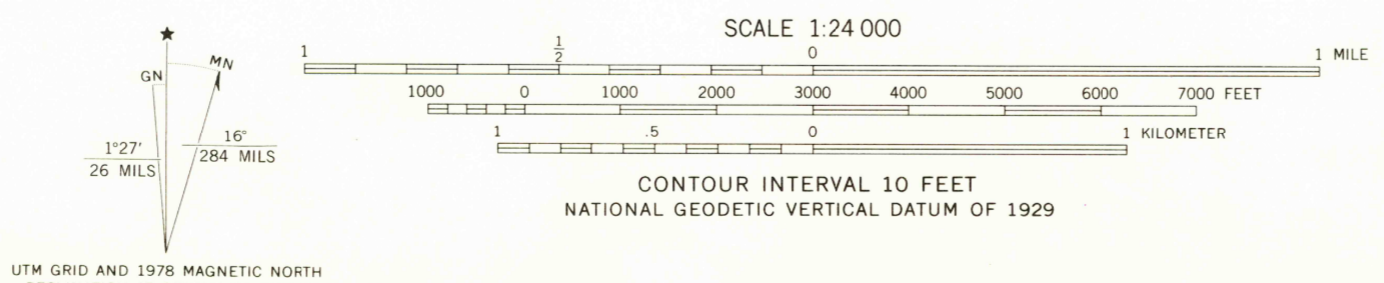 ★
GN
MN
1°27′
26 MILS
16°
284 MILS
UTM GRID AND 1978 MAGNETIC NORTH
SCALE 1:24 000
1 1/2 0 1 MILE
1000 0 1000 2000 3000 4000 5000 6000 7000 FEET
1 .5 0 1 KILOMETER
CONTOUR INTERVAL 10 FEET
NATIONAL GEODETIC VERTICAL DATUM OF 1929